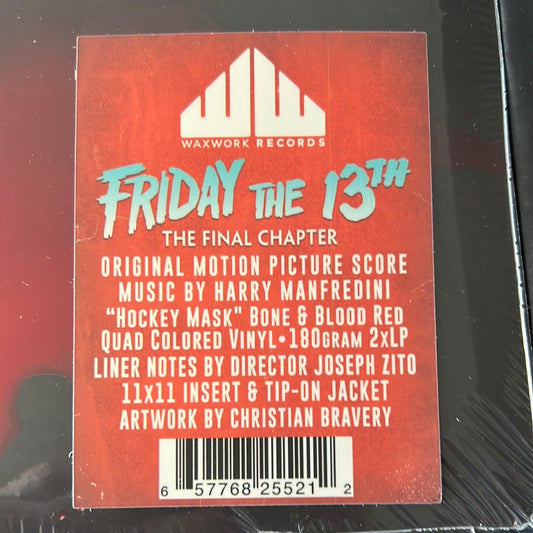 WAXWORK RECORDS
FRIDAY THE 13TH
THE FINAL CHAPTER
ORIGINAL MOTION PICTURE SCORE
MUSIC BY HARRY MANFREDINI
“HOCKEY MASK" BONE & BLOOD RED
QUAD COLORED VINYL•180GRAM 2XLP
LINER NOTES BY DIRECTOR JOSEPH ZITO
11X11 INSERT & TIP-ON JACKET
ARTWORK BY CHRISTIAN BRAVERY
6 57768 25521 2